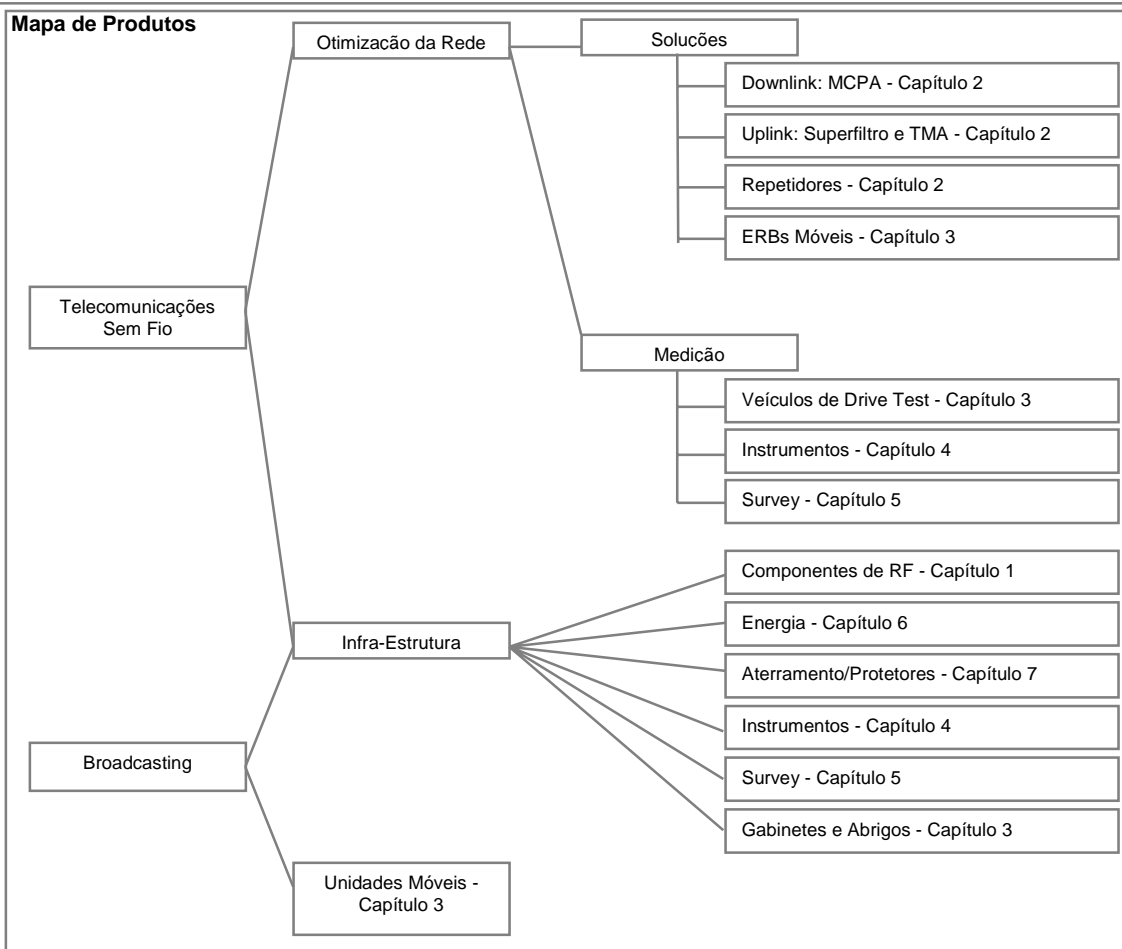 Mapa de Produtos
Otimizacão da Rede
Solucões
Downlink: MCPA - Capítulo 2
Uplink: Superfiltro e TMA - Capítulo 2
Repetidores - Capítulo 2
ERBs Móveis - Capítulo 3
Telecomunicações
Sem Fio
Medicão
Veículos de Drive Test - Capítulo 3
Instrumentos - Capítulo 4
Survey - Capítulo 5
Componentes de RF - Capítulo 1
Energia - Capítulo 6
Infra-Estrutura
Aterramento/Protetores - Capítulo 7
Instrumentos - Capítulo 4
Broadcasting
Survey - Capítulo 5
Gabinetes e Abrigos - Capítulo 3
Unidades Móveis -
Capítulo 3